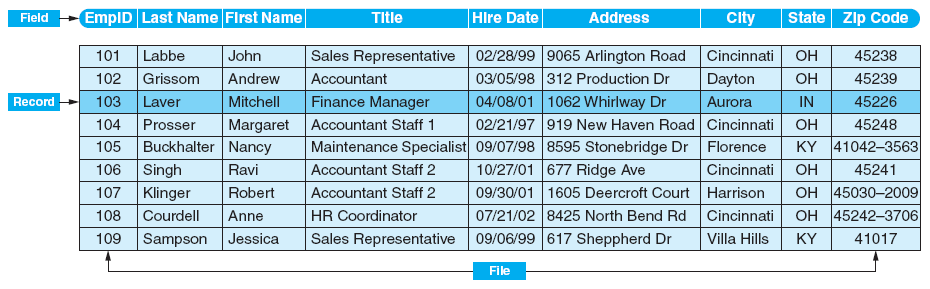 Field EmpID Last Name First Name Title Hire Date Address City State Zip Code
101 Labbe John Sales Representative 02/28/99 9065 Arlington Road Cincinnati OH 45238
102 Grissom Andrew Accountant 03/05/98 312 Production Dr Dayton OH 45239
Record 103 Laver Mitchell Finance Manager 04/08/01 1062 Whirlway Dr Aurora IN 45226
104 Prosser Margaret Accountant Staff 1 02/21/97 919 New Haven Road Cincinnati OH 45248
105 Buckhalter Nancy Maintenance Specialist 09/07/98 8595 Stonebridge Dr Florence KY 41042–3563
106 Singh Ravi Accountant Staff 2 10/27/01 677 Ridge Ave Cincinnati OH 45241
107 Klinger Robert Accountant Staff 2 09/30/01 1605 Deercroft Court Harrison OH 45030–2009
108 Courdell Anne HR Coordinator 07/21/02 8425 North Bend Rd Cincinnati OH 45242–3706
109 Sampson Jessica Sales Representative 09/06/99 617 Sheppherd Dr Villa Hills KY 41017
File